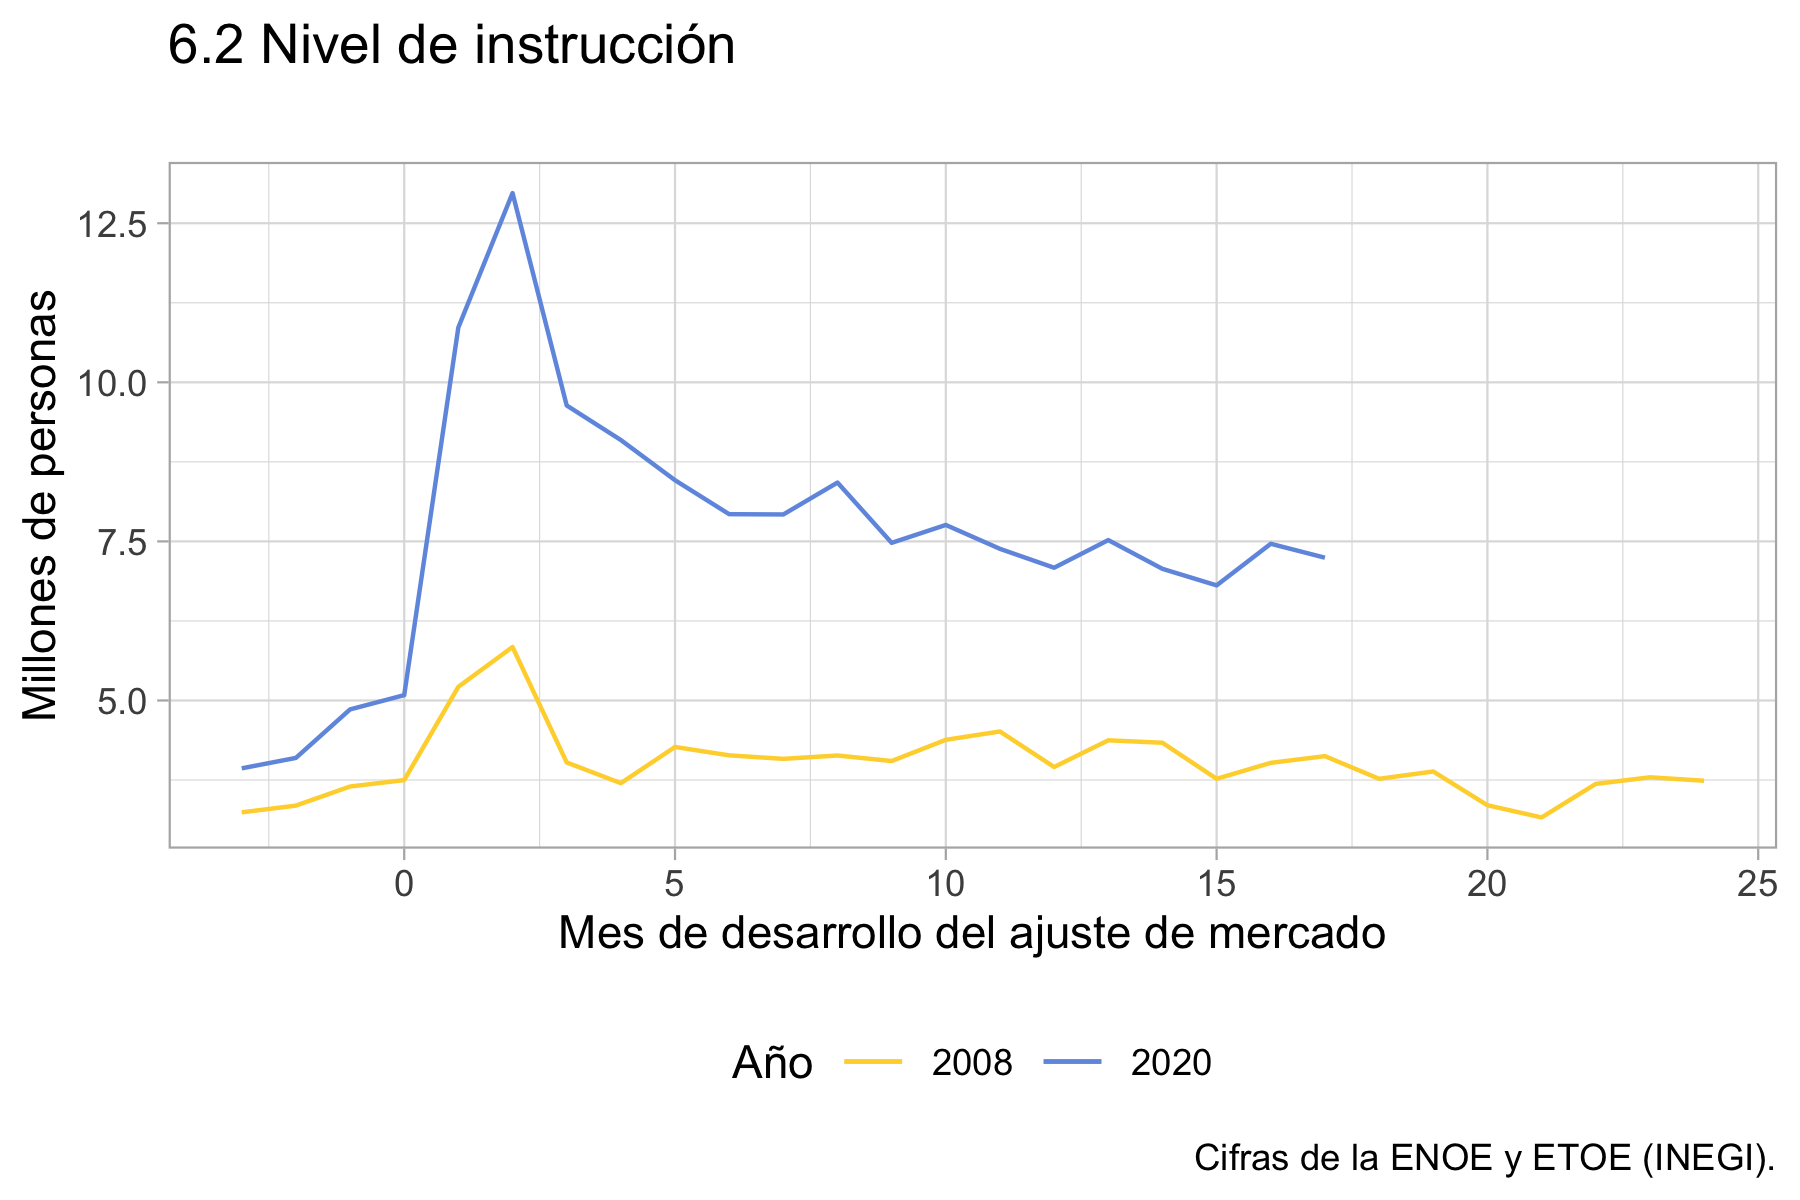 6.2 Nivel de instrucción
Millones de personas
12.5
10.0
7.5
5.0
0 5 10 15 20 25
Mes de desarrollo del ajuste de mercado
Año 2008 2020
Cifras de la ENOE y ETOE (INEGI).